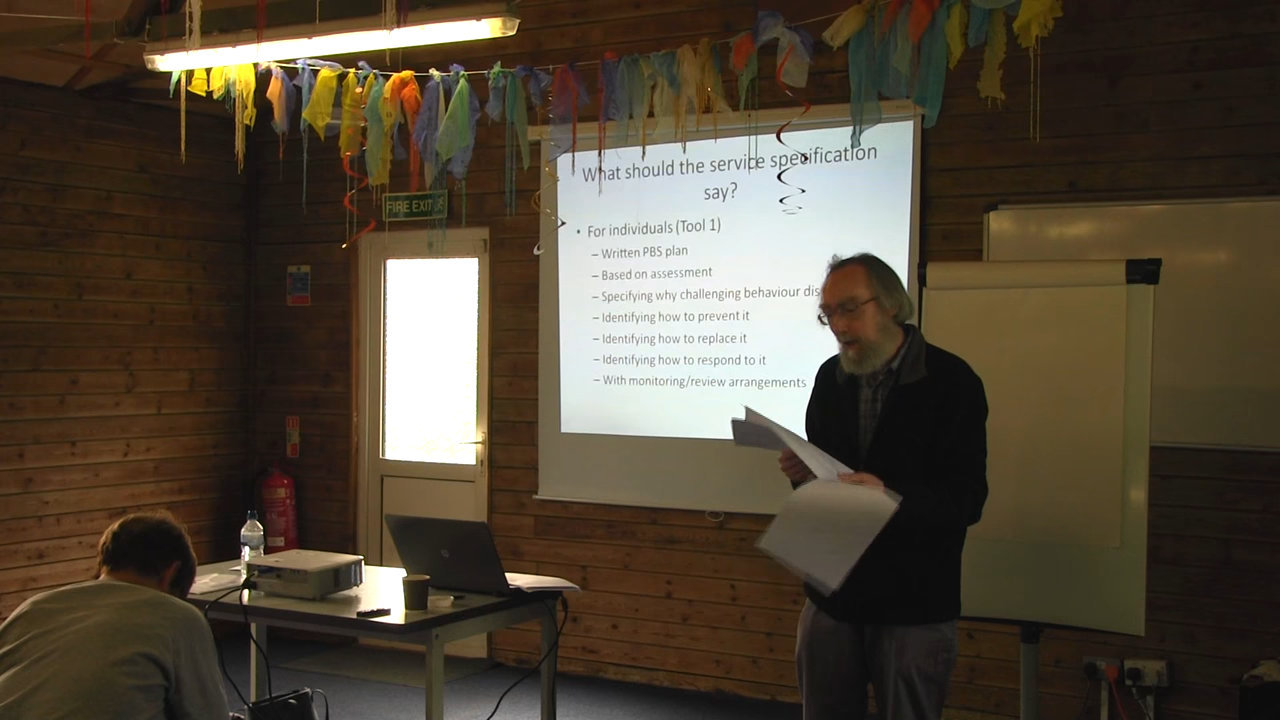 What should the service specification
say?
FIRE EXIT
• For individuals (Tool 1)
– Written PBS plan
– Based on assessment
– Specifying why challenging behaviour
– Identifying how to prevent it
– Identifying how to replace it
– Identifying how to respond to it
– With monitoring/review arrangements